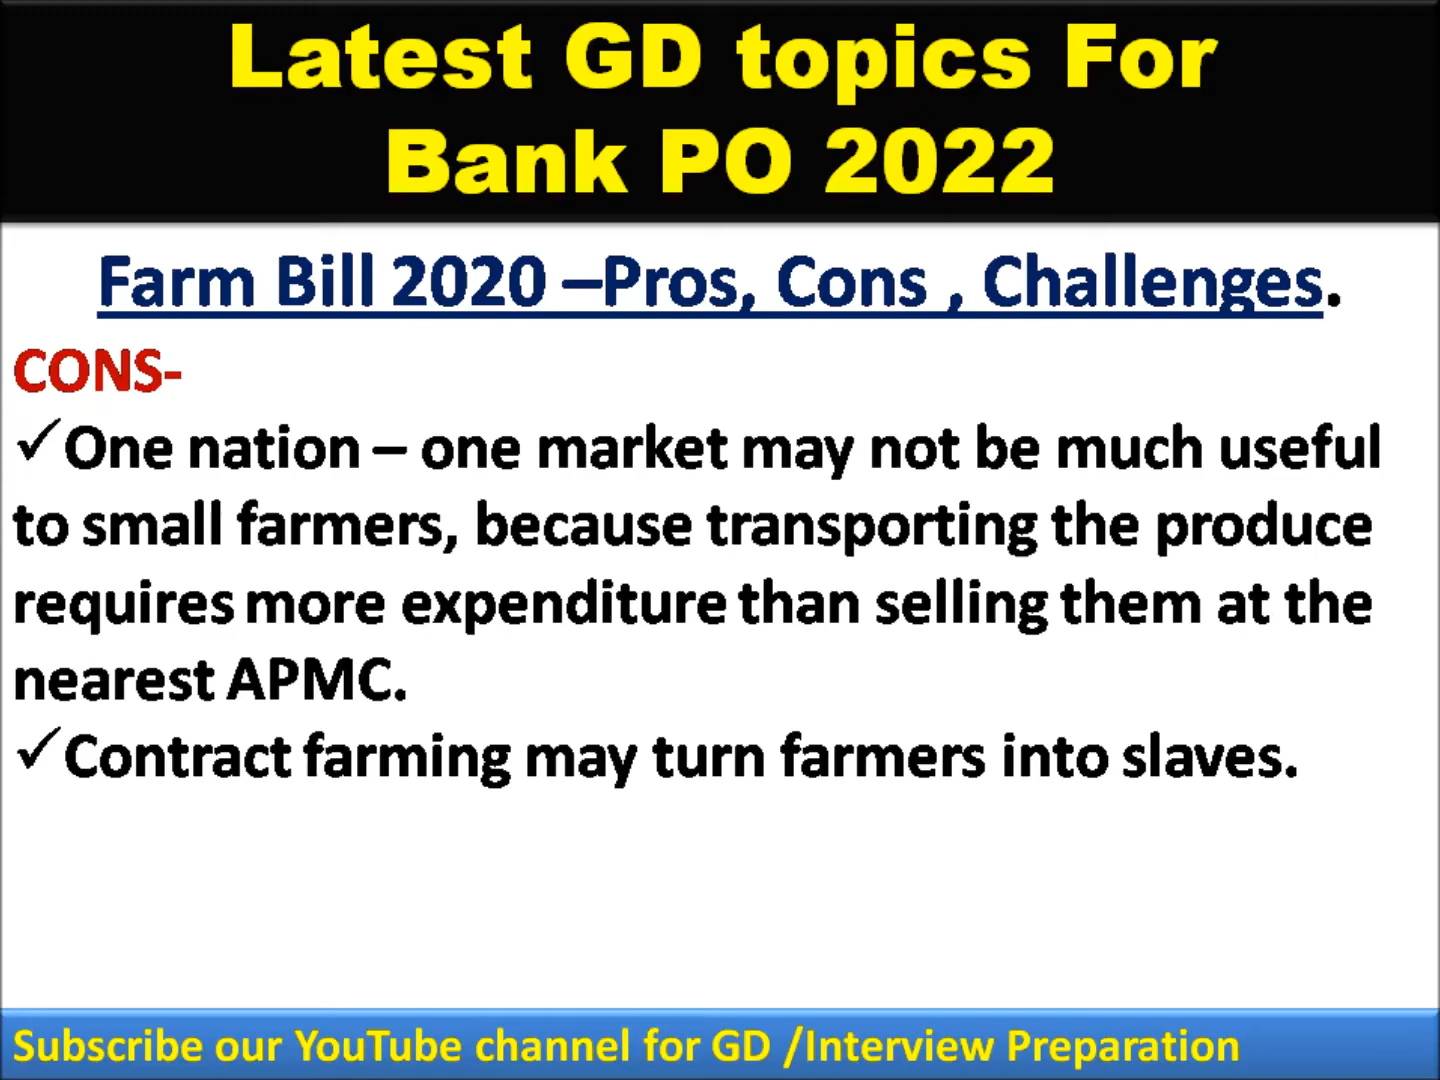 Latest GD topics For
Bank PO 2022
Farm Bill 2020 –Pros, Cons , Challenges.
CONS-
✓One nation – one market may not be much useful
to small farmers, because transporting the produce
requires more expenditure than selling them at the
nearest APMC.
✓Contract farming may turn farmers into slaves.
Subscribe our YouTube channel for GD /Interview Preparation